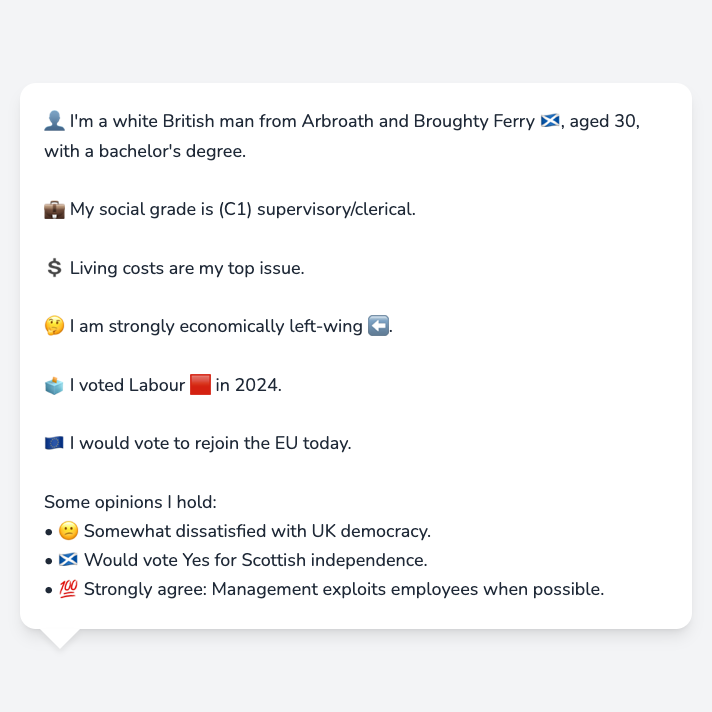 👤 I'm a white British man from Arbroath and Broughty Ferry 🏴󠁧󠁢󠁳󠁣󠁴󠁿, aged 30,
with a bachelor's degree.
💼 My social grade is (C1) supervisory/clerical.
💲 Living costs are my top issue.
🤔 I am strongly economically left-wing ⬅️.
🗳️ I voted Labour 🟥 in 2024.
🇪🇺 I would vote to rejoin the EU today.
Some opinions I hold:
• 🙁 Somewhat dissatisfied with UK democracy.
• 🏴󠁧󠁢󠁳󠁣󠁴󠁿 Would vote Yes for Scottish independence.
• 💯 Strongly agree: Management exploits employees when possible.